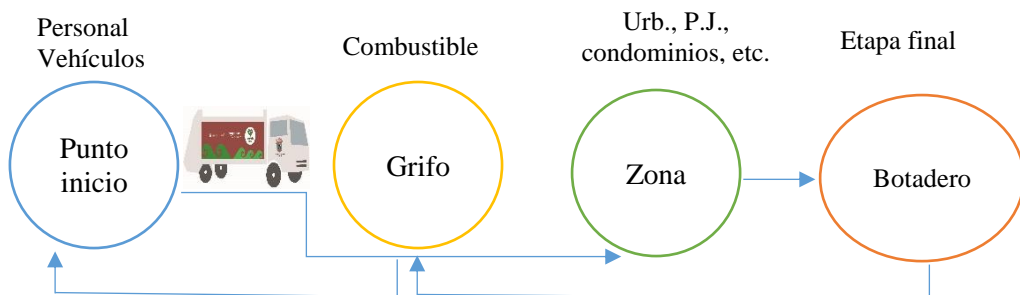 Personal
Vehículos
Combustible
Urb., P.J.,
condominios, etc.
Etapa final
Punto
inicio
Grifo
Zona
Botadero